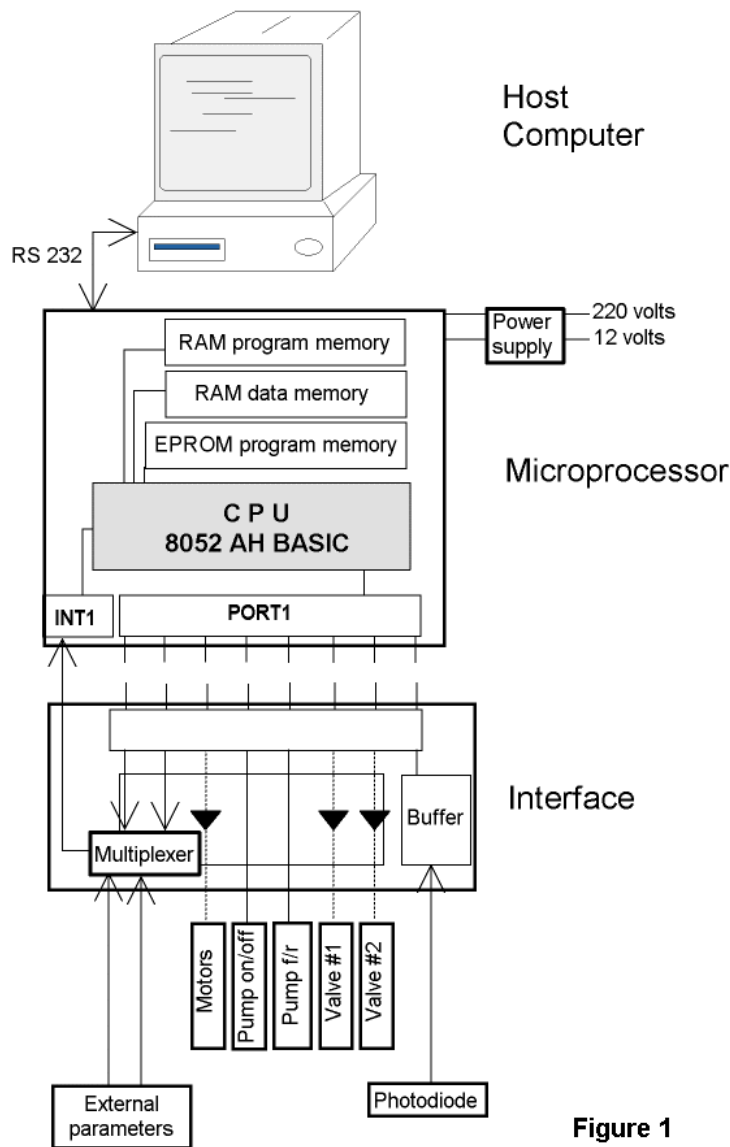 Host
Computer
RS 232
Power
supply
220 volts
12 volts
RAM program memory
RAM data memory
EPROM program memory
Microprocessor
C P U
8052 AH BASIC
INT1
PORT1
Interface
Buffer
Multiplexer
Motors
Pump on/off
Pump f/r
Valve #1
Valve #2
External
parameters
Photodiode
Figure 1